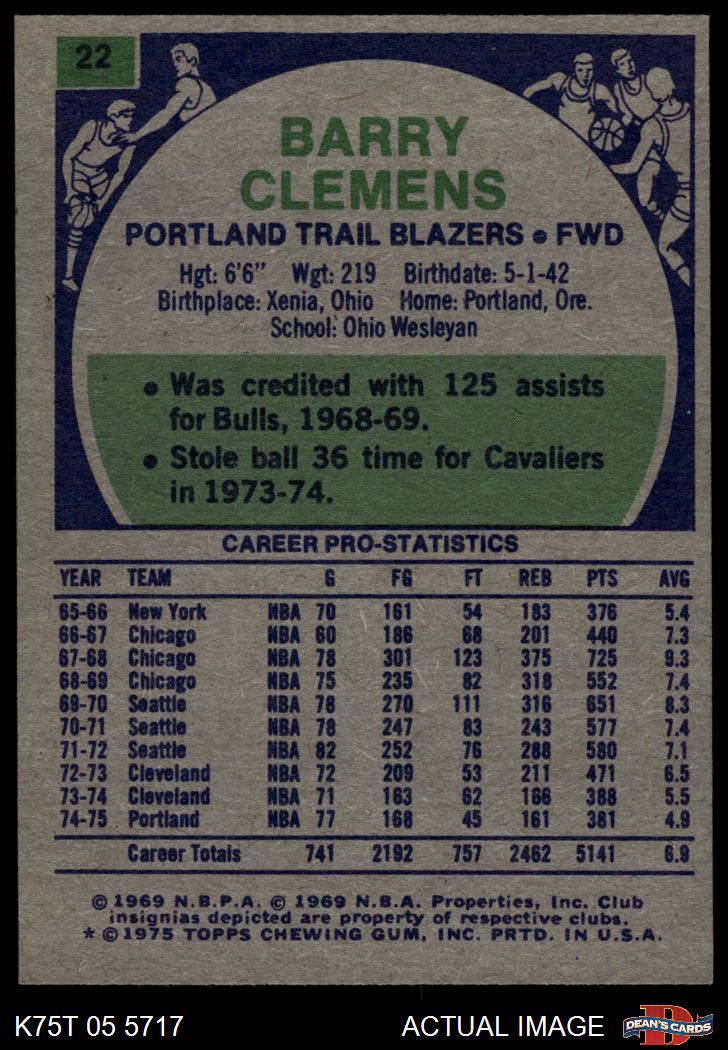 22
BARRY
CLEMENS
PORTLAND TRAIL BLAZERS • FWD
Hgt: 6'6" Wgt: 219 Birthdate: 5-1-42
Birthplace: Xenia, Ohio Home: Portland, Ore.
School: Ohio Wesleyan
• Was credited with 125 assists
for Bulls, 1968-69.
• Stole ball 36 time for Cavaliers
in 1973-74.
CAREER PRO-STATISTICS
YEAR TEAM G FG FT REB PTS AVG
65-66 New York NBA 70 161 54 183 376 5.4
66-67 Chicago NBA 60 186 68 201 440 7.3
67-68 Chicago NBA 78 301 123 375 725 9.3
68-69 Chicago NBA 75 235 82 318 552 7.4
69-70 Seattle NBA 78 270 111 316 651 8.3
70-71 Seattle NBA 78 247 83 243 577 7.4
71-72 Seattle NBA 82 252 76 288 580 7.1
72-73 Cleveland NBA 72 209 53 211 471 6.5
73-74 Cleveland NBA 71 163 62 166 388 5.5
74-75 Portland NBA 77 168 45 161 381 4.9
Career Totals 741 2192 757 2462 5141 6.9
© 1969 N.B.P.A. © 1969 N.B.A. Properties, Inc. Club
insignias depicted are property of respective clubs.
* © 1975 TOPPS CHEWING GUM, INC. PRTD. IN U.S.A.
K75T 05 5717 ACTUAL IMAGE
D
DEAN'S CARDS